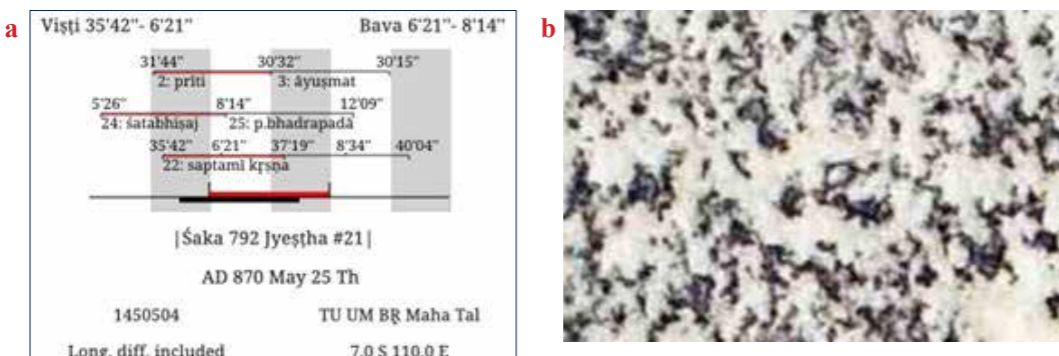 a
Viṣṭi 35'42"- 6'21" Bava 6'21"- 8'14"
31'44" 30'32" 30'15"
2: prīti 3: āyuṣmat
5'26" 8'14" 12'09"
24: śatabhiṣaj 25: p.bhadrapadā
35'42" 6'21" 37'19" 8'34" 40'04"
22: saptamī kṛṣṇa
|Śaka 792 Jyeṣṭha #21|
AD 870 May 25 Th
1450504 TU UM BṚ Maha Tal
Long. diff. included 7.0 S 110.0 E
b